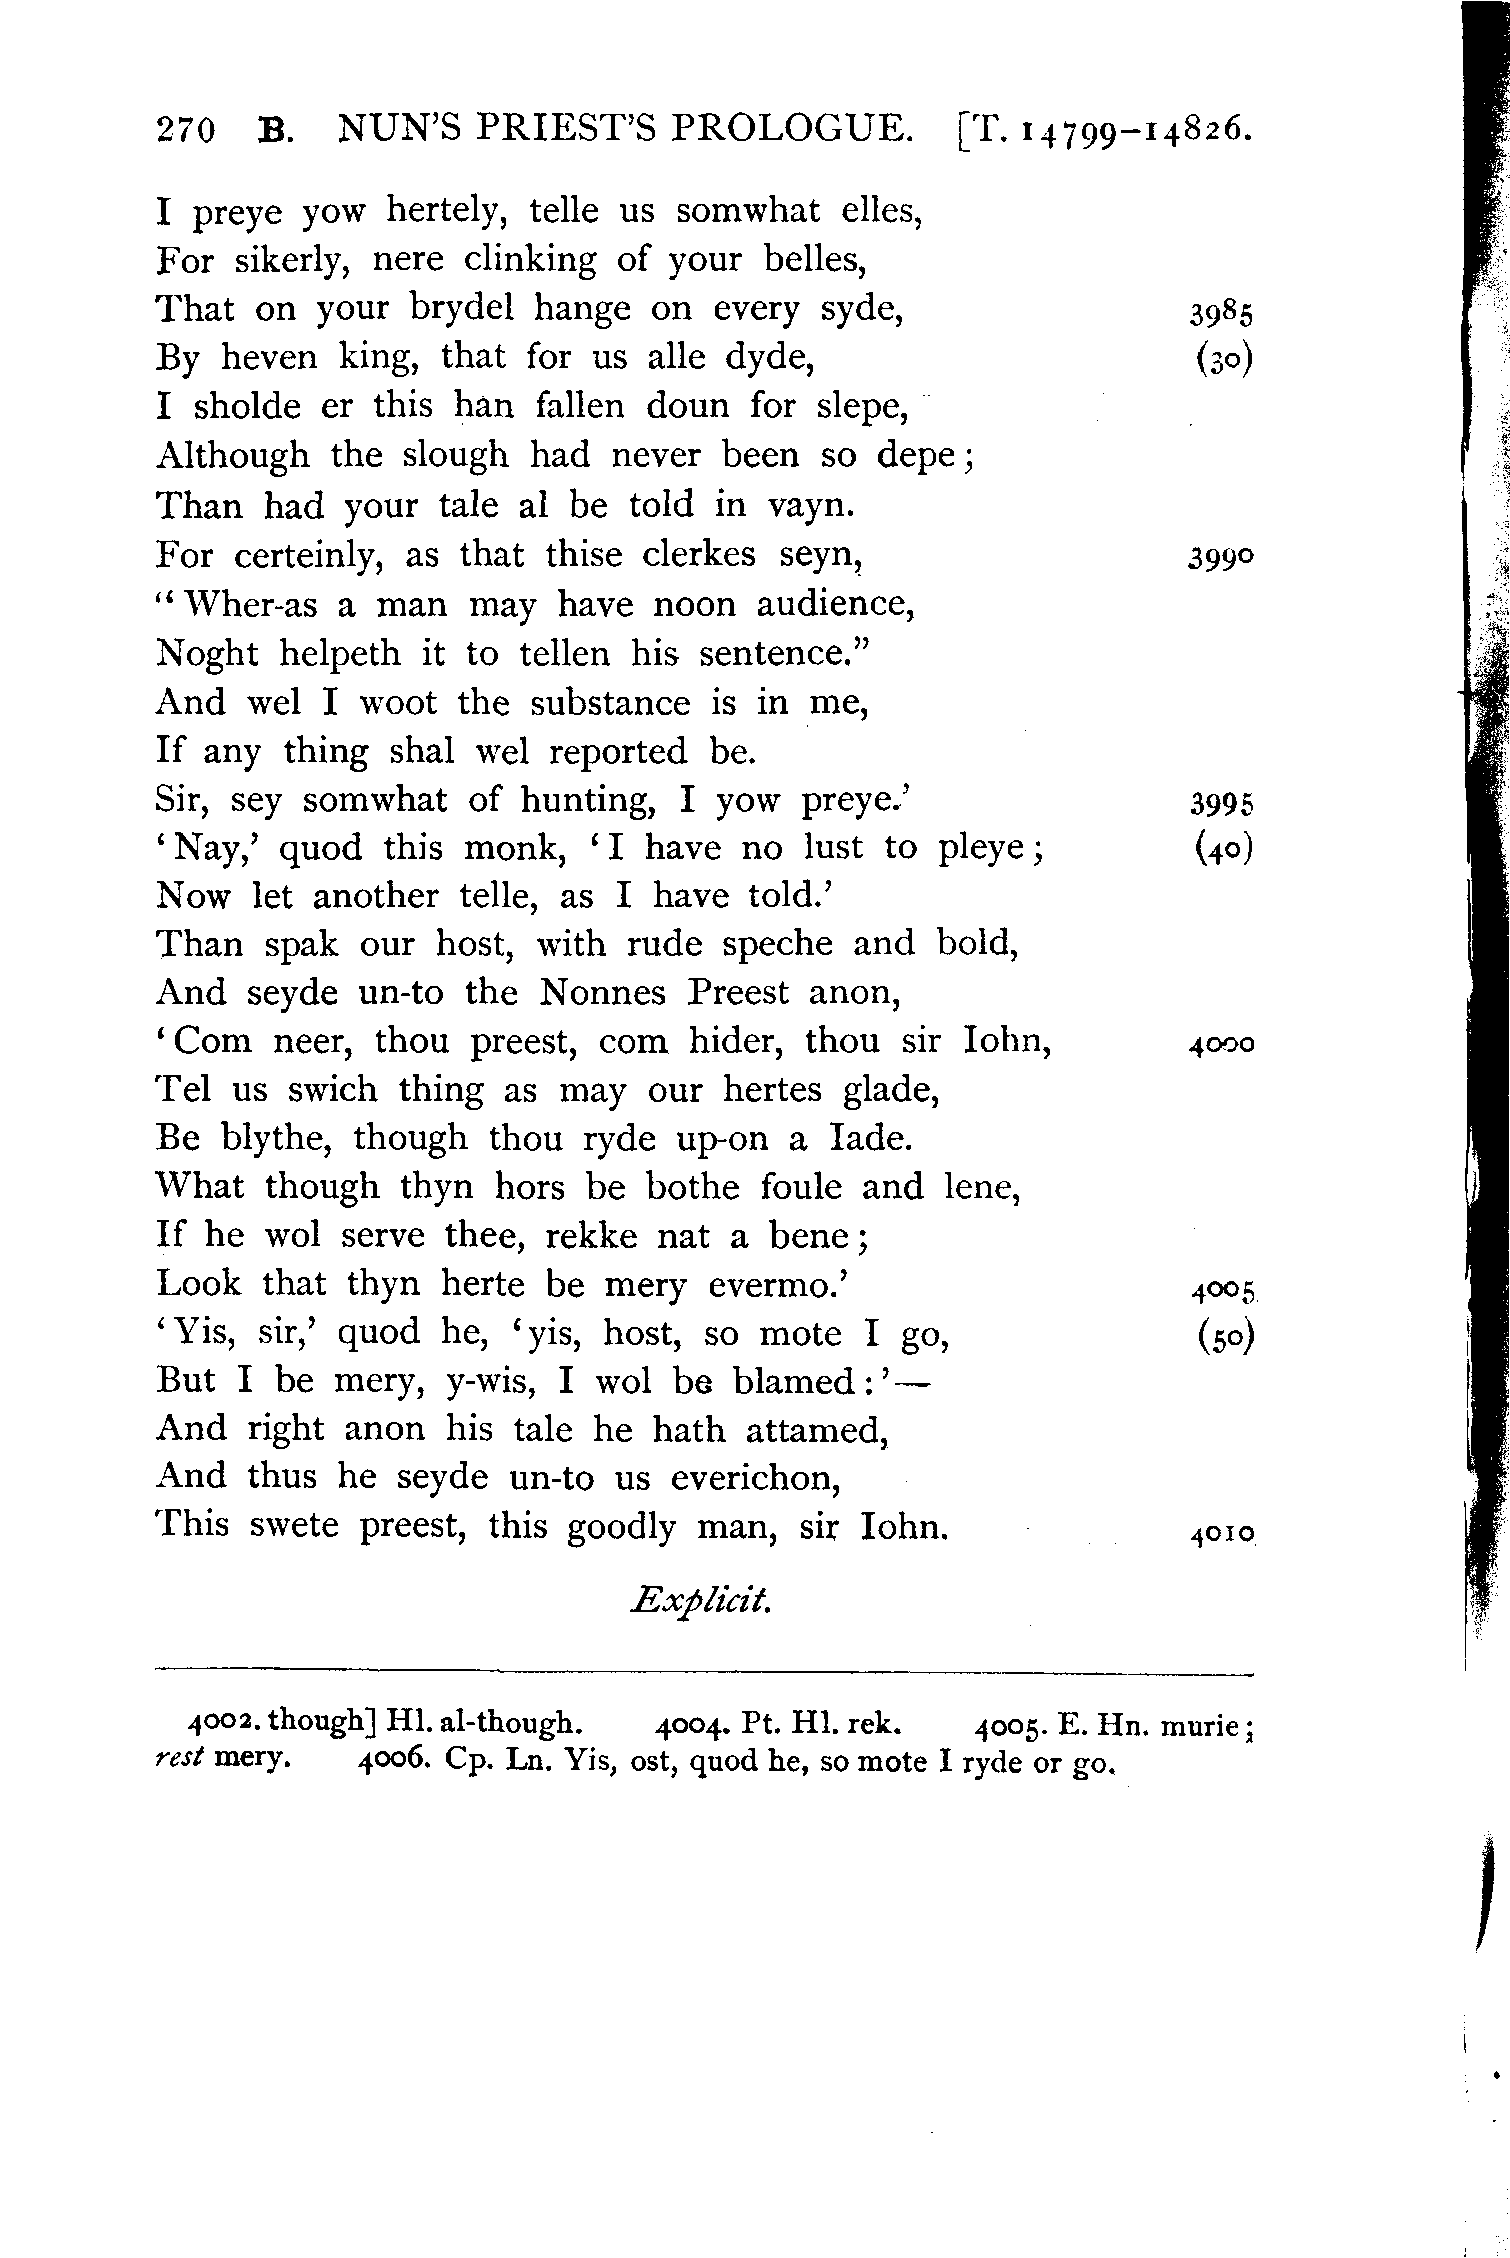 270 B. NUN'S PRIEST'S PROLOGUE. [T. 14799–14826.
I preye yow hertely, telle us somwhat elles,
For sikerly, nere clinking of your belles,
That on your brydel hange on every syde, 3985
By heven king, that for us alle dyde, (30)
I sholde er this han fallen doun for slepe,
Although the slough had never been so depe;
Than had your tale al be told in vayn.
For certeinly, as that thise clerkes seyn, 3990
“Wher-as a man may have noon audience,
Noght helpeth it to tellen his sentence.”
And wel I woot the substance is in me,
If any thing shal wel reported be.
Sir, sey somwhat of hunting, I yow preye.’ 3995
‘Nay,’ quod this monk, ‘I have no lust to pleye; (40)
Now let another telle, as I have told.’
Than spak our host, with rude speche and bold,
And seyde un-to the Nonnes Preest anon,
‘Com neer, thou preest, com hider, thou sir Iohn, 4000
Tel us swich thing as may our hertes glade,
Be blythe, though thou ryde up-on a Iade.
What though thyn hors be bothe foule and lene,
If he wol serve thee, rekke nat a bene;
Look that thyn herte be mery evermo.’ 4005
‘Yis, sir,’ quod he, ‘yis, host, so mote I go, (50)
But I be mery, y-wis, I wol be blamed:’—
And right anon his tale he hath attamed,
And thus he seyde un-to us everichon,
This swete preest, this goodly man, sir Iohn. 4010
Explicit.
4002. though] Hl. al-though. 4004. Pt. Hl. rek. 4005. E. Hn. murie;
rest mery. 4006. Cp. Ln. Yis, ost, quod he, so mote I ryde or go.